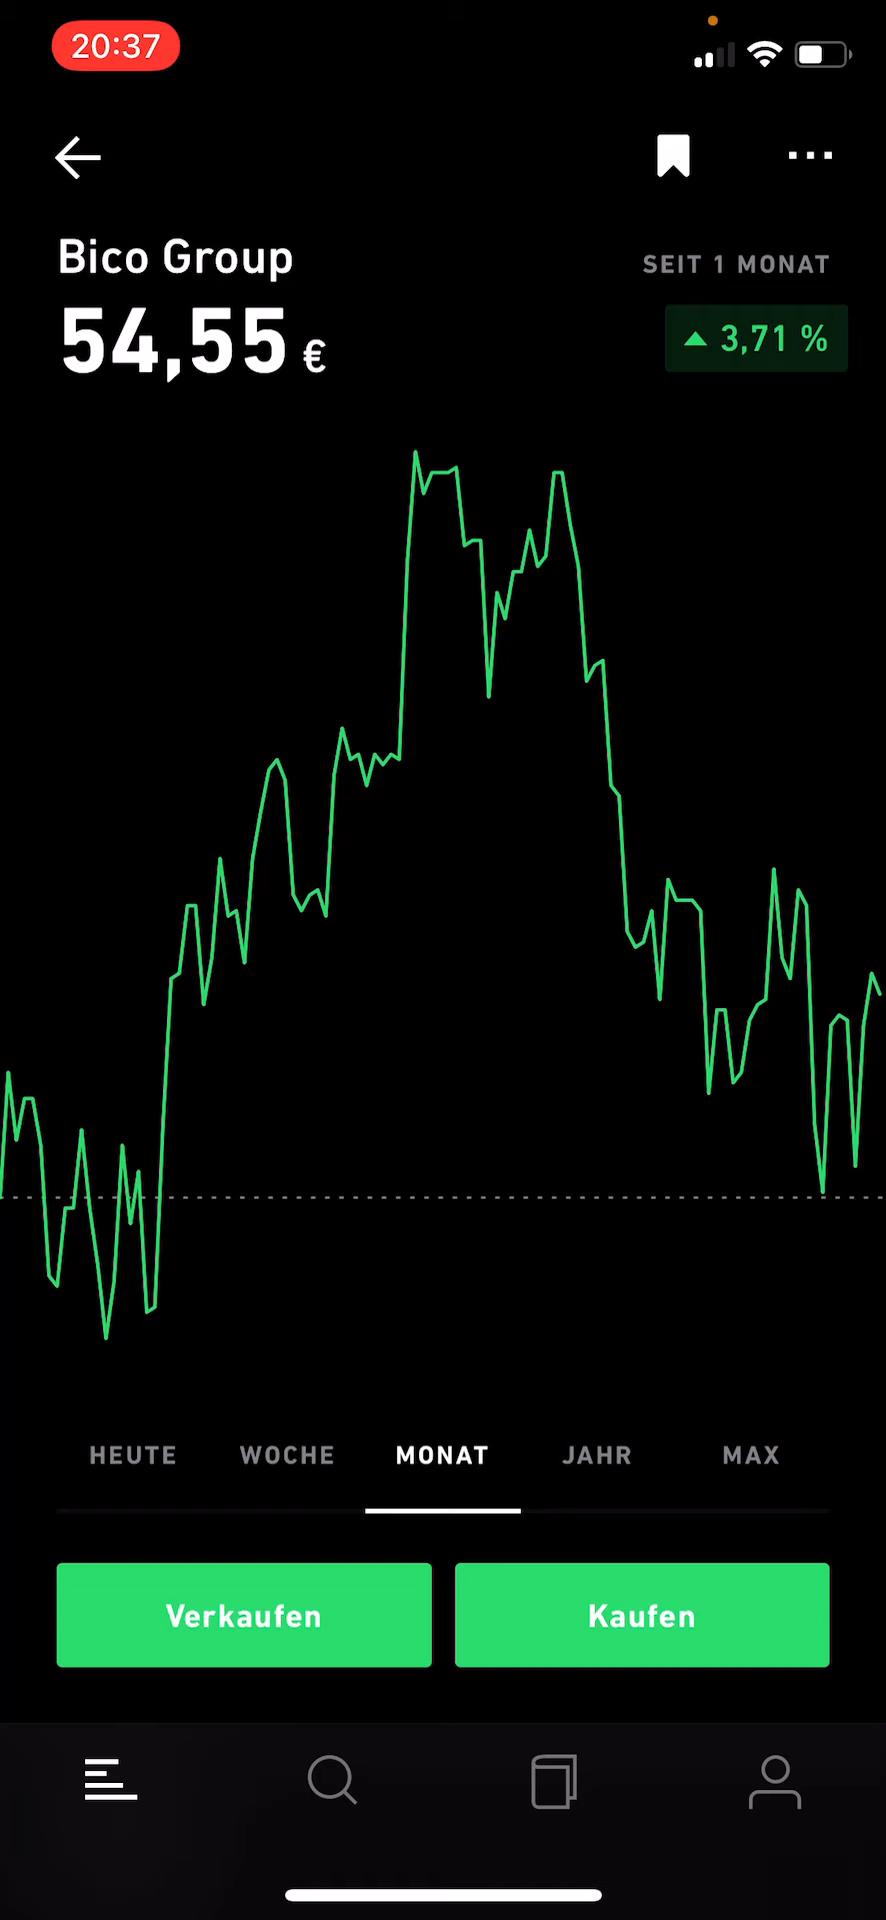 20:37
Bico Group
SEIT 1 MONAT
54,55 €
3,71 %
HEUTE WOCHE MONAT JAHR MAX
Verkaufen Kaufen